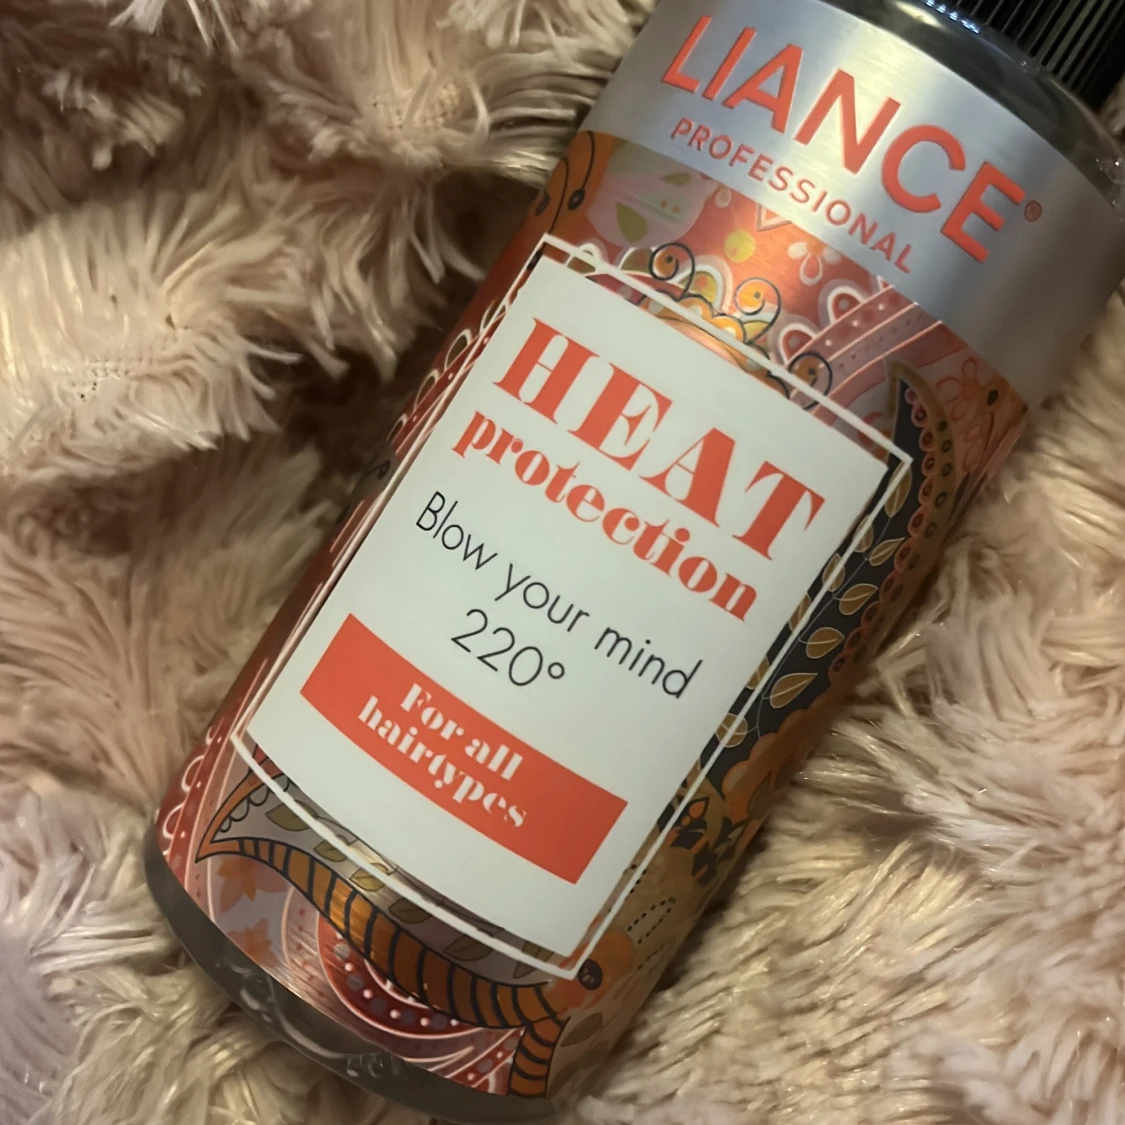 LIANCE®
PROFESSIONAL
HEAT
protection
Blow your mind
220°
For all
hairtypes